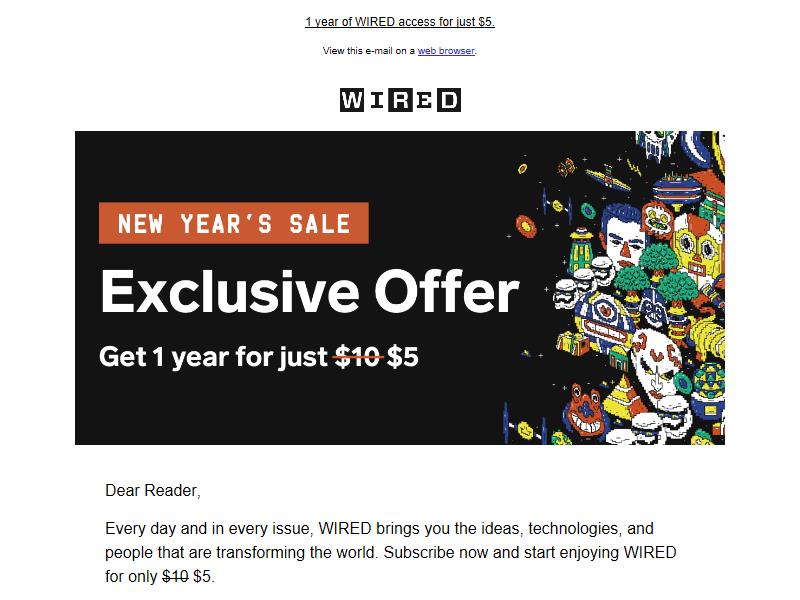 1 year of WIRED access for just $5.
View this e-mail on a web browser.
WIRED
NEW YEAR'S SALE
Exclusive Offer
Get 1 year for just $10 $5
Dear Reader,
Every day and in every issue, WIRED brings you the ideas, technologies, and
people that are transforming the world. Subscribe now and start enjoying WIRED
for only $10 $5.